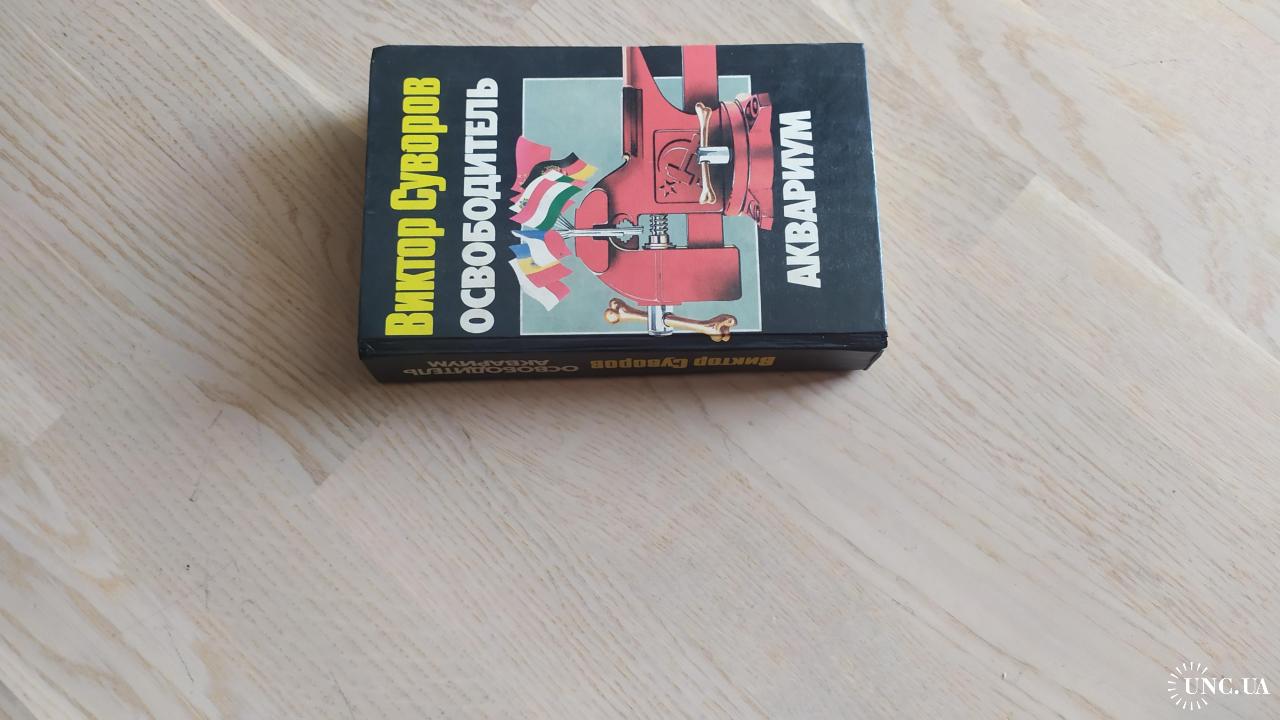 Виктор Суворов
ОСВОБОДИТЕЛЬ
АКВАРИУМ
Виктор Суворов
ОСВОБОДИТЕЛЬ
АКВАРИУМ
UNC.UA